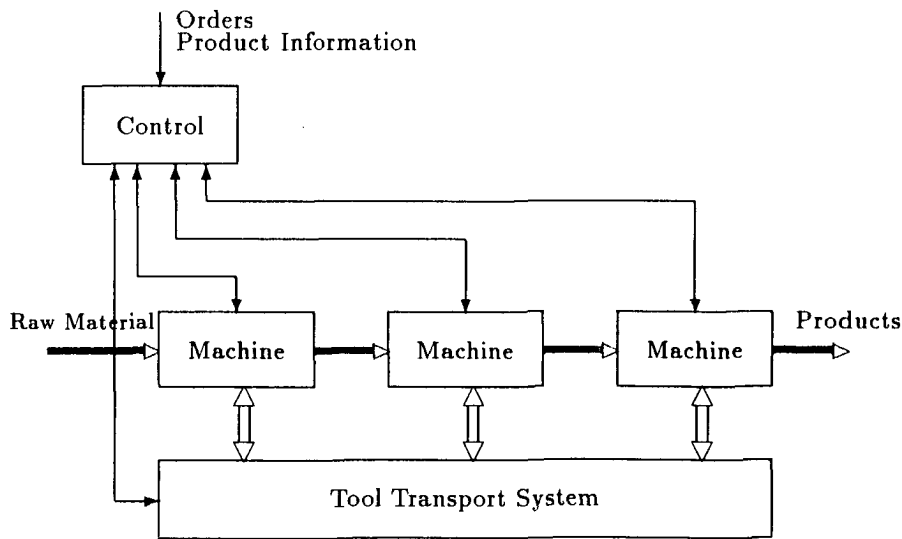 Orders
Product Information
Control
Raw Material
Products
Machine
Machine
Machine
Tool Transport System